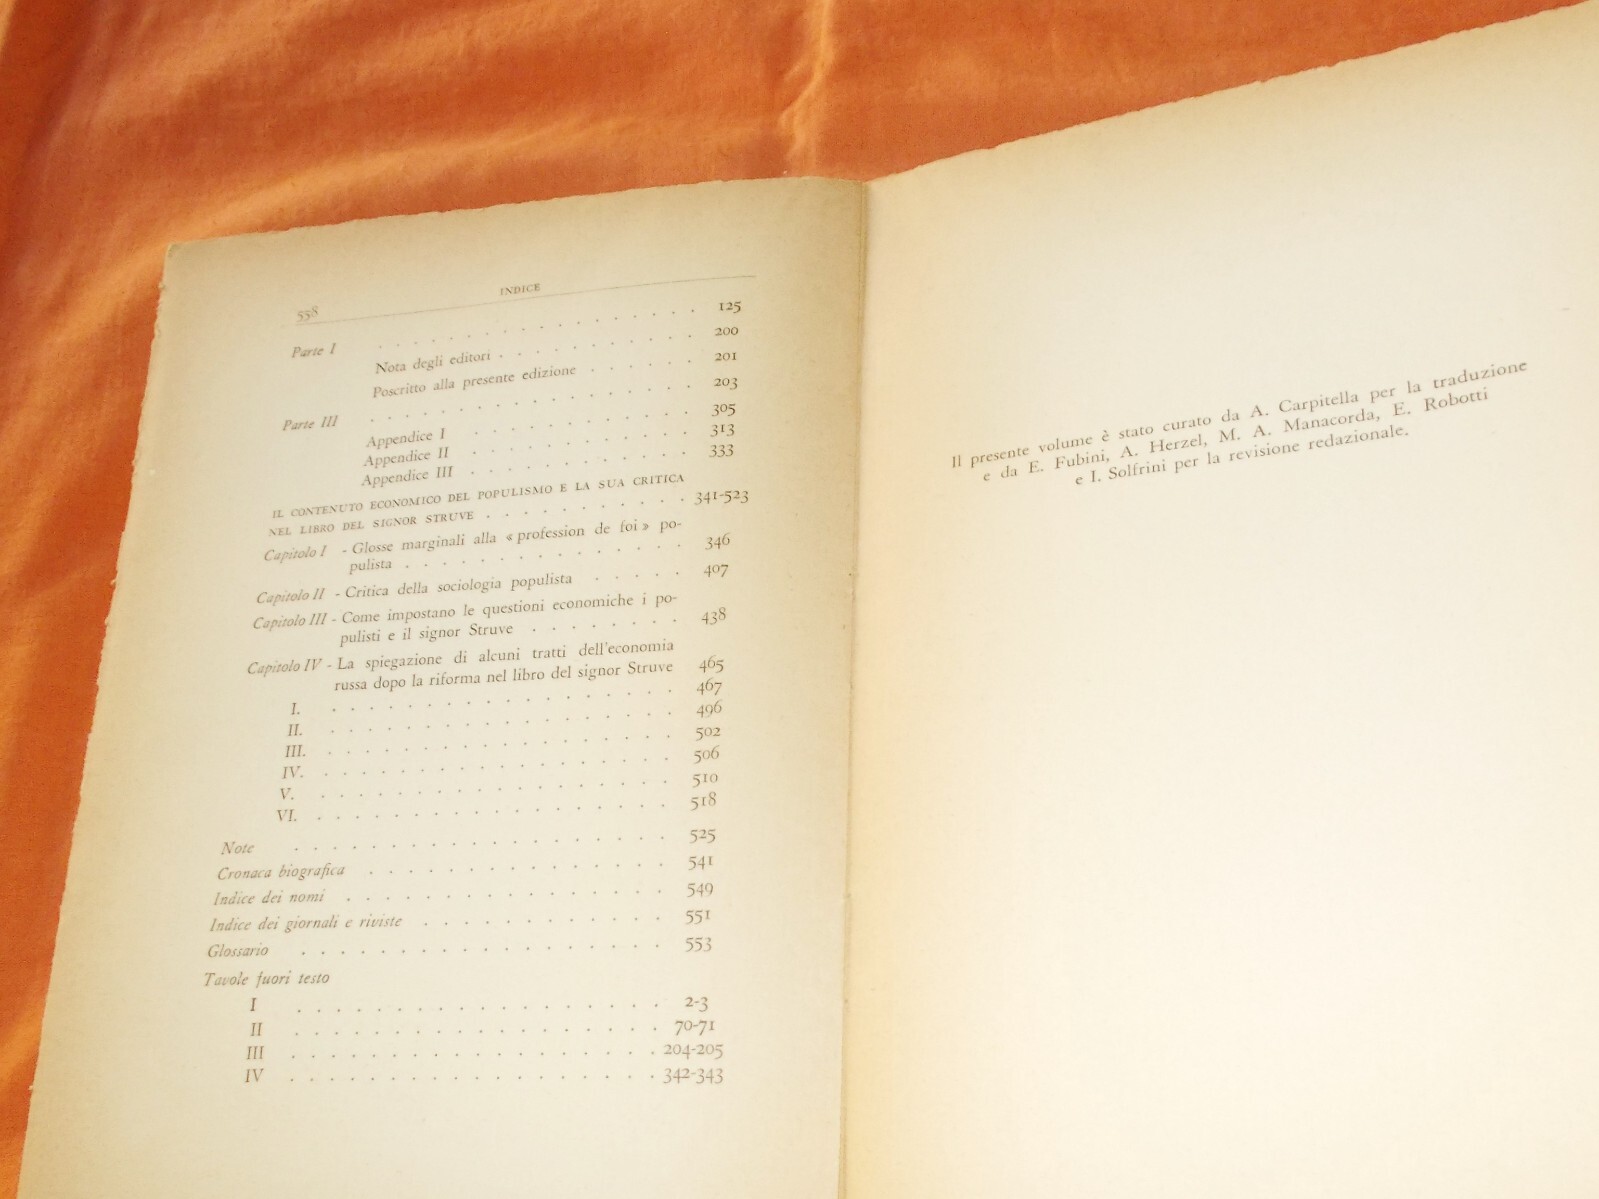 558 INDICE
Parte I . . . . . . . . . . . . . . . . 125
Nota degli editori . . . . . . . . . . 200
Poscritto alla presente edizione . . . . . . 201
Parte III . . . . . . . . . . . . . . . . 203
Appendice I . . . . . . . . . . . . 305
Appendice II . . . . . . . . . . . . 313
Appendice III . . . . . . . . . . . . 333
IL CONTENUTO ECONOMICO DEL POPULISMO E LA SUA CRITICA
NEL LIBRO DEL SIGNOR STRUVE . . . . . . . . . . 341-523
Capitolo I - Glosse marginali alla « profession de foi » po-
pulista . . . . . . . . . . . . . . 346
Capitolo II - Critica della sociologia populista . . . . . 407
Capitolo III - Come impostano le questioni economiche i po-
pulisti e il signor Struve . . . . . . . . 438
Capitolo IV - La spiegazione di alcuni tratti dell'economia
russa dopo la riforma nel libro del signor Struve 465
I. . . . . . . . . . . . . . . . . . 467
II. . . . . . . . . . . . . . . . . . 496
III. . . . . . . . . . . . . . . . . . 502
IV. . . . . . . . . . . . . . . . . . 506
V. . . . . . . . . . . . . . . . . . 510
VI. . . . . . . . . . . . . . . . . . 518
Note . . . . . . . . . . . . . . . . . 525
Cronaca biografica . . . . . . . . . . . . . 541
Indice dei nomi . . . . . . . . . . . . . . 549
Indice dei giornali e riviste . . . . . . . . . . 551
Glossario . . . . . . . . . . . . . . . . 553
Tavole fuori testo
I . . . . . . . . . . . . . . . . . 2-3
II . . . . . . . . . . . . . . . . . 70-71
III . . . . . . . . . . . . . . . . . 204-205
IV . . . . . . . . . . . . . . . . . 342-343
Il presente volume è stato curato da A. Carpitella per la traduzione
e da E. Fubini, A. Herzel, M. A. Manacorda, E. Robotti
e I. Solfrini per la revisione redazionale.